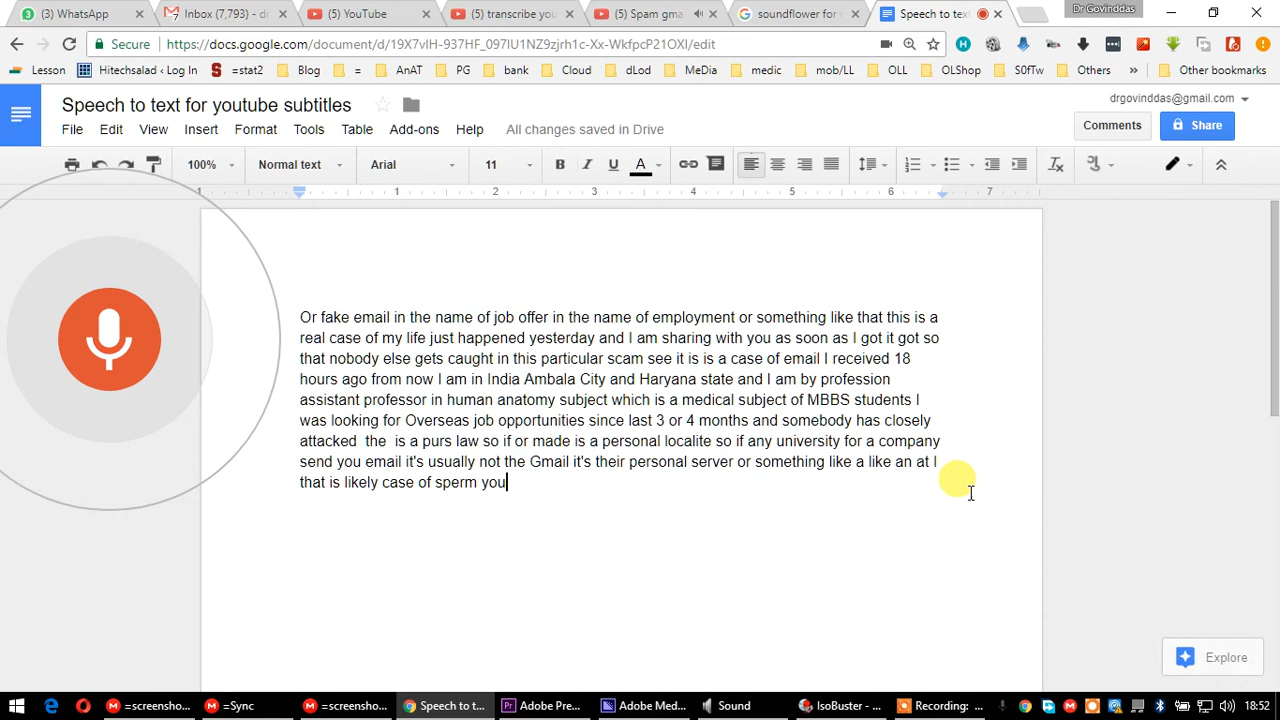 Dr Govinddas
(3) WhatsApp
Inbox (7,793) - d
(5) YouTube
(5) transcribe you
(5) Spam gma
soundflower for
Speech to text
Secure
https://docs.google.com/document/d/19X7vIH-937HF_097IU1NZ9zjrh1c-Xx-WkfpcP21OXI/edit
Lesson
Hitechsalad ‹ Log In
=stat2
Blog
=
AnAT
PG
bank
Cloud
dLod
MeDia
medic
mob/LL
OLL
OLShop
S0fTw
Others
»
Other bookmarks
Speech to text for youtube subtitles
drgovinddas@gmail.com
File Edit View Insert Format Tools Table Add-ons Help All changes saved in Drive
Comments
Share
100%
Normal text
Arial
11
B I U A
1 1 2 3 4 5 6 7
Or fake email in the name of job offer in the name of employment or something like that this is a
real case of my life just happened yesterday and I am sharing with you as soon as I got it got so
that nobody else gets caught in this particular scam see it is is a case of email I received 18
hours ago from now I am in India Ambala City and Haryana state and I am by profession
assistant professor in human anatomy subject which is a medical subject of MBBS students I
was looking for Overseas job opportunities since last 3 or 4 months and somebody has closely
attacked the is a purs law so if or made is a personal localite so if any university for a company
send you email it's usually not the Gmail it's their personal server or something like a like an at I
that is likely case of sperm you
Explore
=screensho...
=Sync
=screensho...
Speech to t...
Adobe Pre...
Adobe Med...
Sound
IsoBuster - ...
Recording: ...
18:52